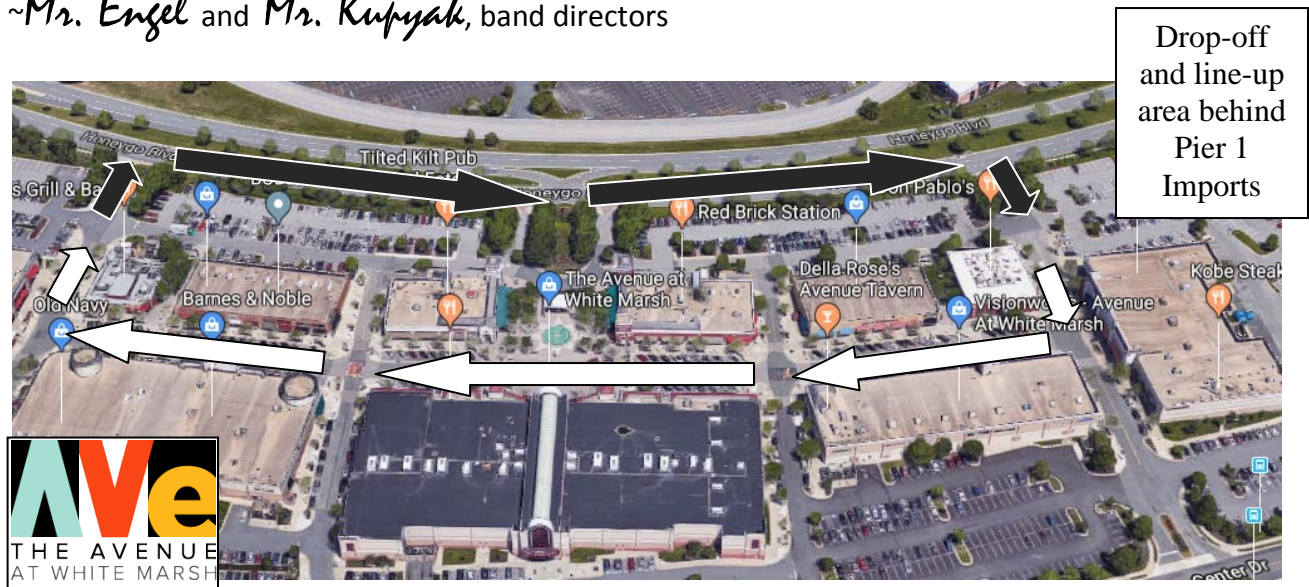 ~Mr. Engel and Mr. Kupyak, band directors
Drop-off
and line-up
area behind
Pier 1
Imports
Honeygo Blvd
Honeygo Blvd
Tilted Kilt Pub
s Grill & Ba
on Pablo's
Red Brick Station
The Avenue at
White Marsh
Della Rose's
Avenue Tavern
Kobe Steak
Old Navy
Barnes & Noble
Avenue
At White Marsh
AVe
THE AVENUE
AT WHITE MARSH
Center Dr